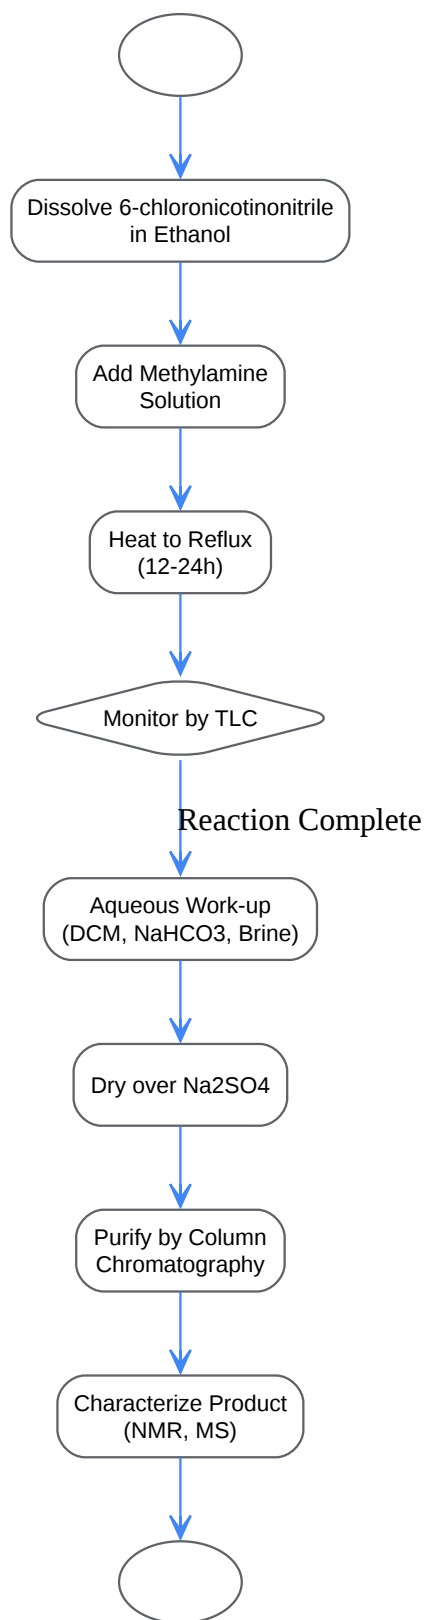 Dissolve 6-chloronicotinonitrile
in Ethanol
Add Methylamine
Solution
Heat to Reflux
(12-24h)
Monitor by TLC
Reaction Complete
Aqueous Work-up
(DCM, NaHCO3, Brine)
Dry over Na2SO4
Purify by Column
Chromatography
Characterize Product
(NMR, MS)